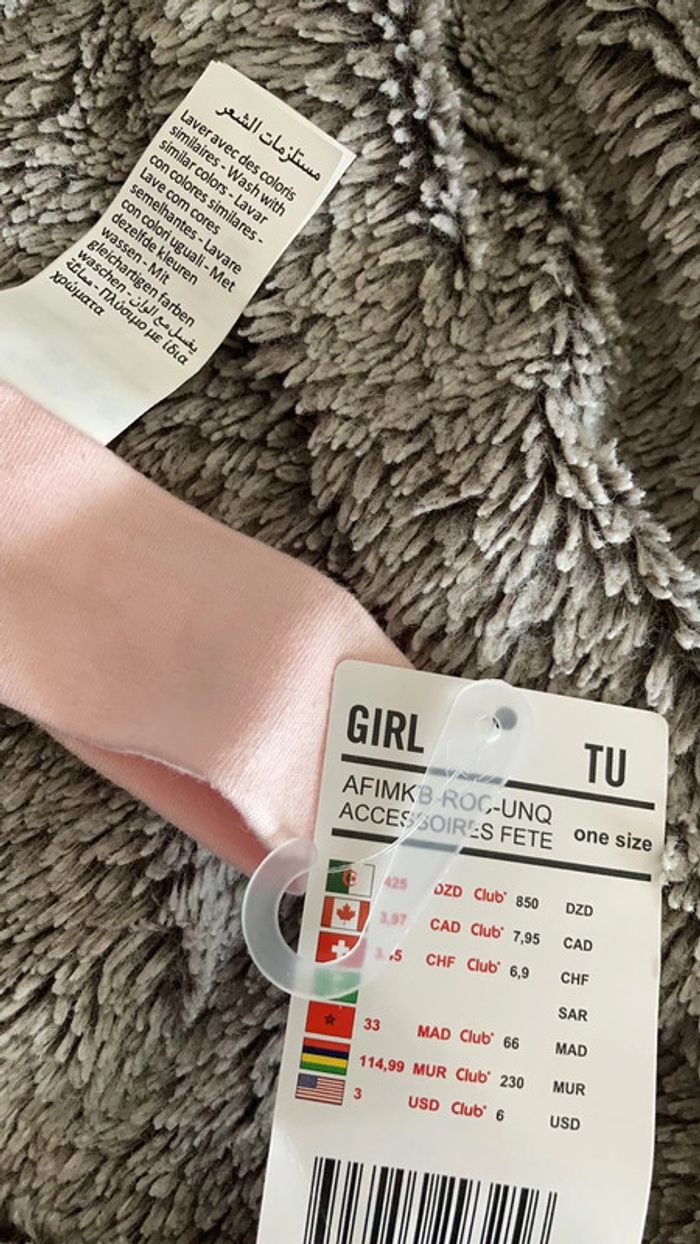 مستلزمات الشعر
Laver avec des coloris
similaires - Wash with
similar colors - Lavar
con colores similares -
Lave com cores
semelhantes - Lavare
con colori uguali - Met
dezelfde kleuren
wassen - Mit
gleichartigen farben
waschen يغسل مع الوان
- Πλύσιμο με ίδια
χρώματα
GIRL TU
AFIMKB-ROC-UNQ
ACCESSOIRES FETE one size
425 DZD Club* 850 DZD
3,97 CAD Club* 7,95 CAD
CHF Club* 6,9 CHF
SAR
33 MAD Club* 66 MAD
114,99 MUR Club* 230 MUR
3 USD Club* 6 USD